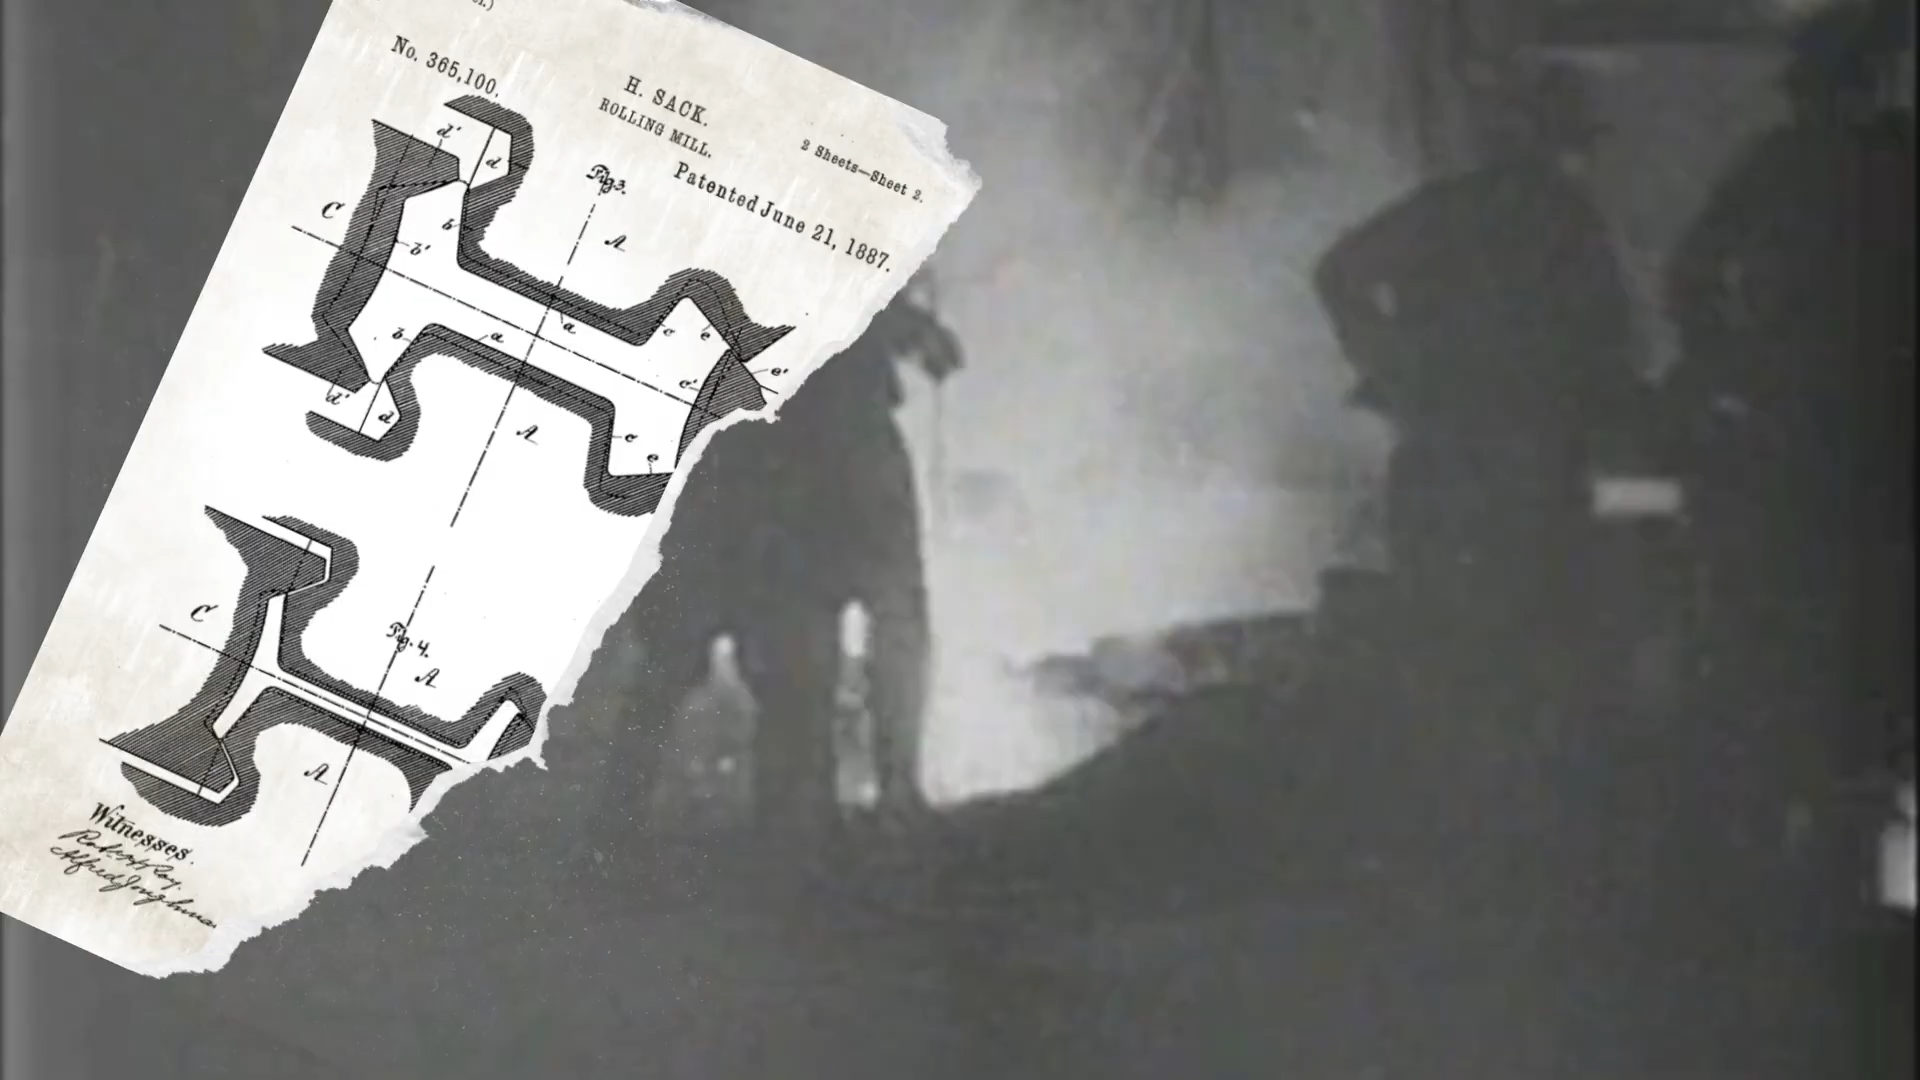 No. 365,100.
H. SACK.
ROLLING MILL.
2 Sheets—Sheet 2.
Patented June 21, 1887.
Fig. 3.
d'
d
C
b
b'
A
a
c
e
b
a
e'
c'
d'
d
A
c
e
C
Fig. 4.
A
A
Witnesses.